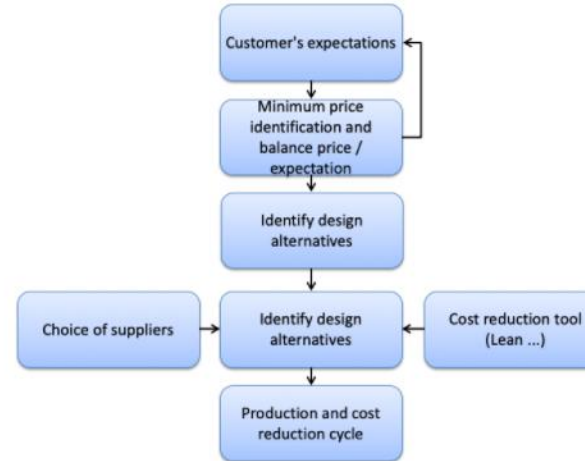 Customer's expectations
Minimum price
identification and
balance price /
expectation
Identify design
alternatives
Choice of suppliers
Identify design
alternatives
Cost reduction tool
(Lean ...)
Production and cost
reduction cycle